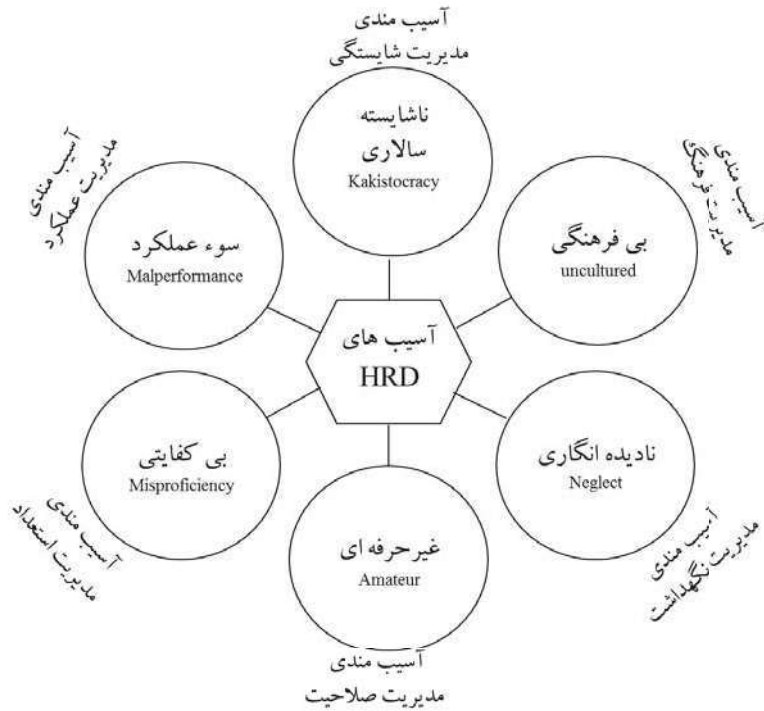 آسیب مندی
مدیریت شایستگی
ناشایسته
سالاری
Kakistocracy
آسیب مندی
مدیریت فرهنگ
بی فرهنگی
uncultured
آسیب مندی
مدیریت عملکرد
سوء عملکرد
Malperformance
آسیب های
HRD
نادیده انگاری
Neglect
آسیب مندی
مدیریت نگهداشت
بی کفایتی
Misproficiency
آسیب مندی
مدیریت استعداد
غیرحرفه ای
Amateur
آسیب مندی
مدیریت صلاحیت